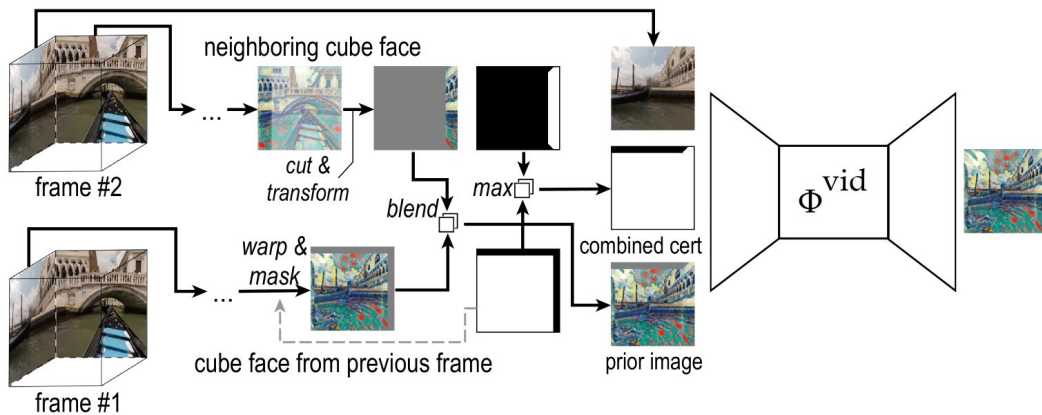 neighboring cube face
...
cut &
transform
frame #2
blend
max
combined cert
Φvid
warp &
mask
...
cube face from previous frame
prior image
frame #1